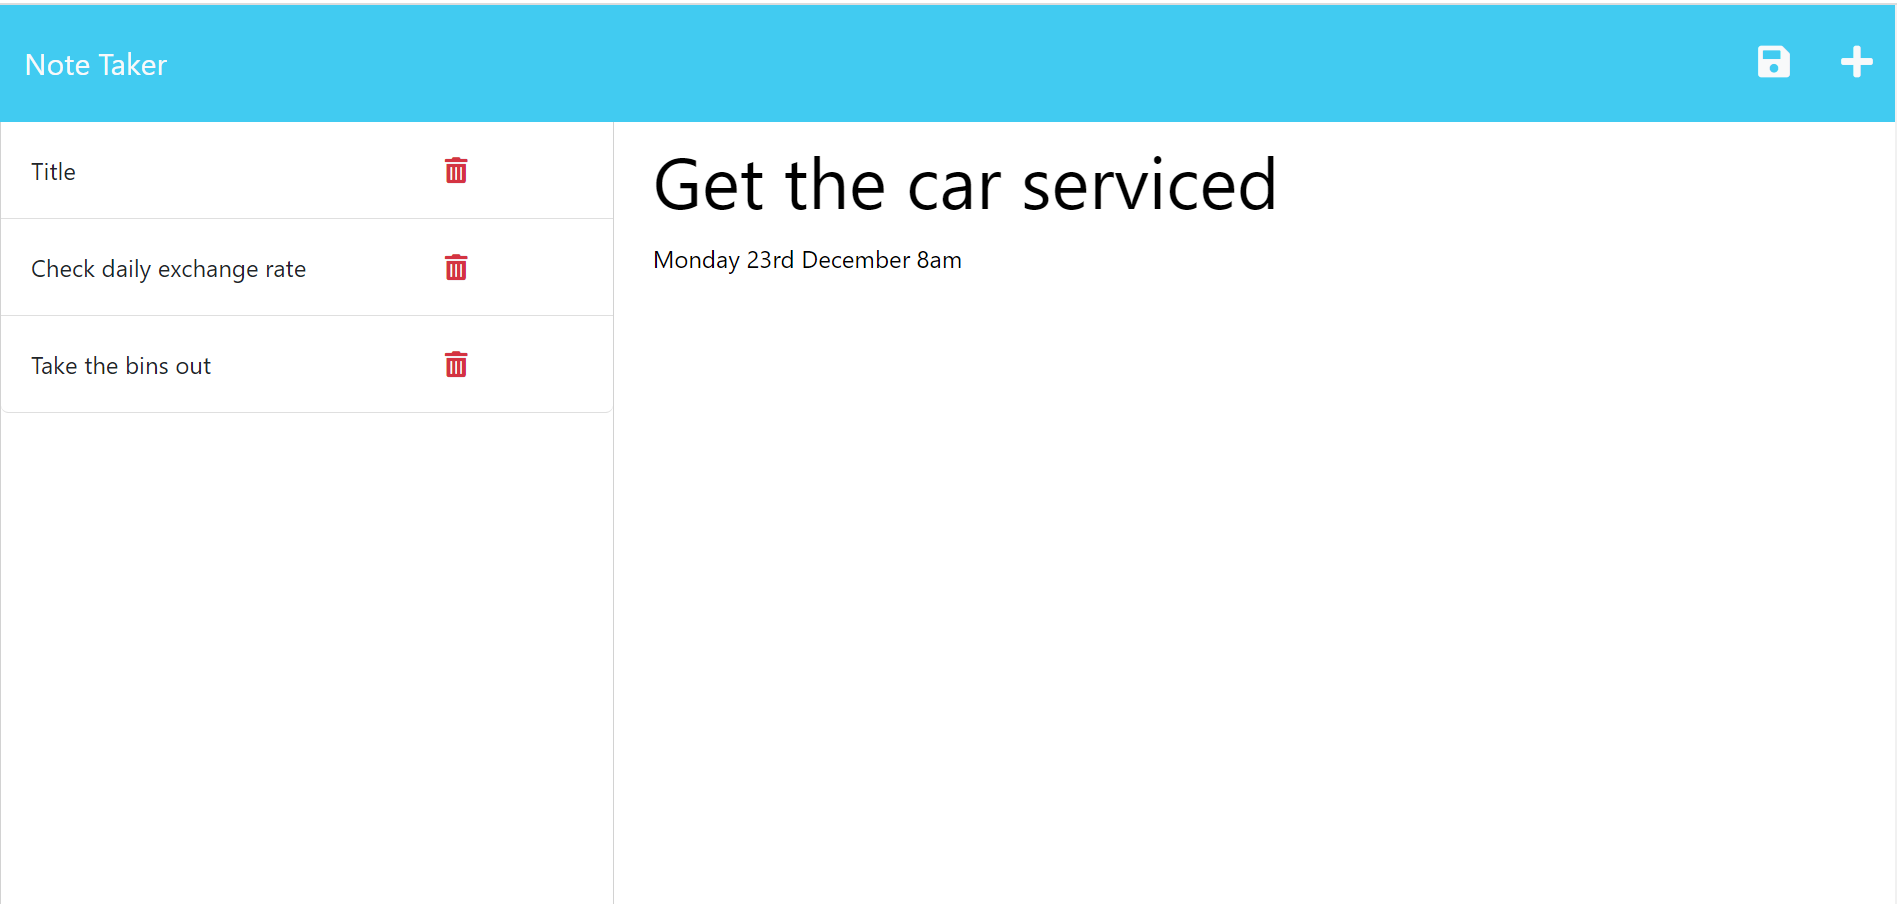 Note Taker
Title
Check daily exchange rate
Take the bins out
Get the car serviced
Monday 23rd December 8am